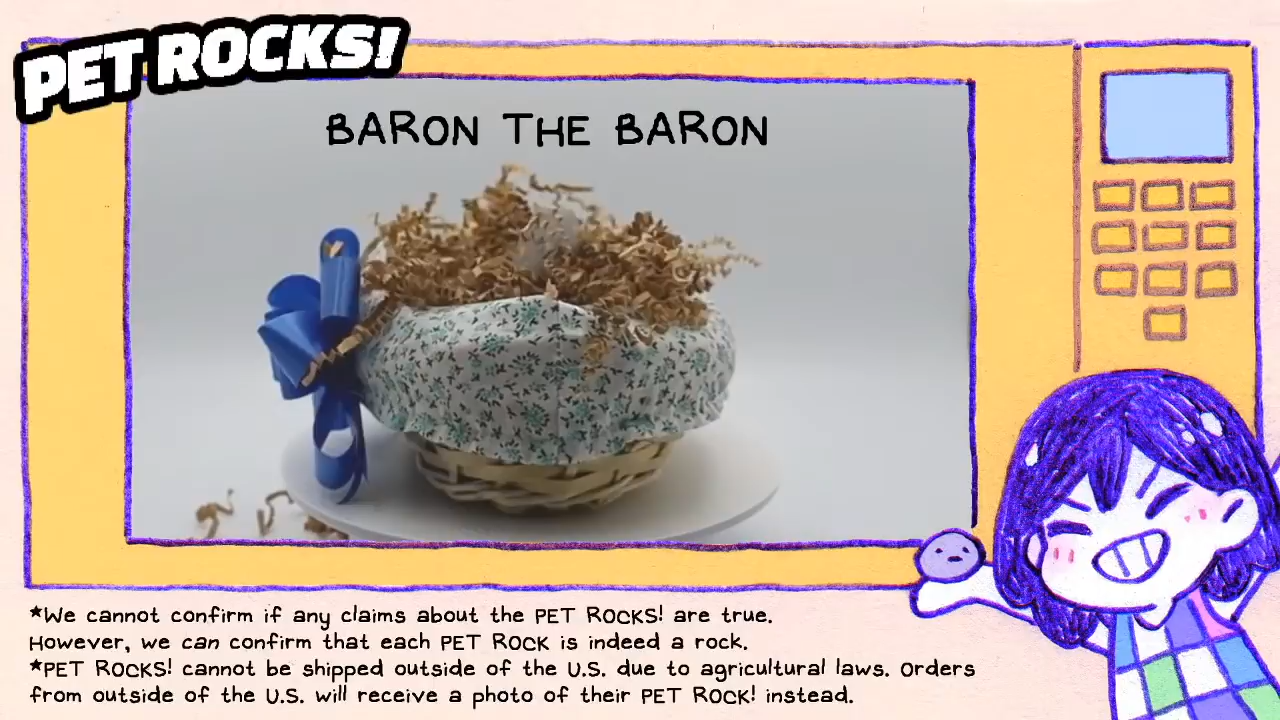 PET ROCKS!
BARON THE BARON
*We cannot confirm if any claims about the PET ROCKS! are true.
However, we can confirm that each PET ROCK is indeed a rock.
*PET ROCKS! cannot be shipped outside of the U.S. due to agricultural laws. Orders
from outside of the U.S. will receive a photo of their PET ROCK! instead.